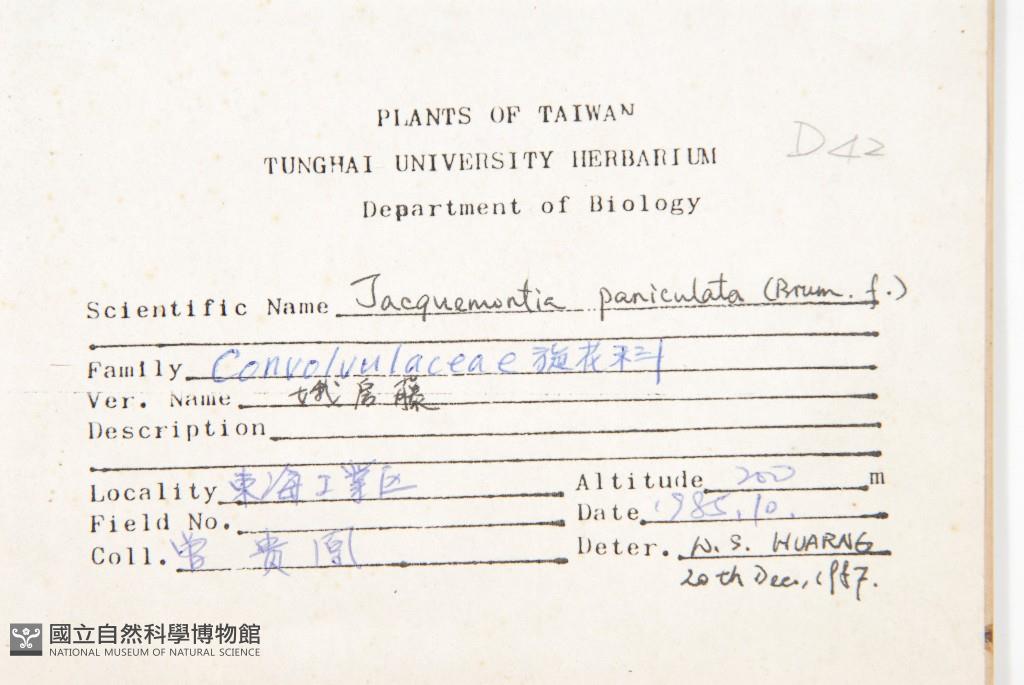 PLANTS OF TAIWAN
D42
TUNGHAI UNIVERSITY HERBARIUM
Department of Biology
Scientific Name Jacquemontia paniculata (Brum. f.)
Family Convolvulaceae 旋花科
Ver. Name 娥房藤
Description
Locality 東海工業区 Altitude 200 m
Field No. Date 1985.10.
Coll. 曾貴凰 Deter. W. S. HUARNG
20th Dec., 1987.
國立自然科學博物館
NATIONAL MUSEUM OF NATURAL SCIENCE